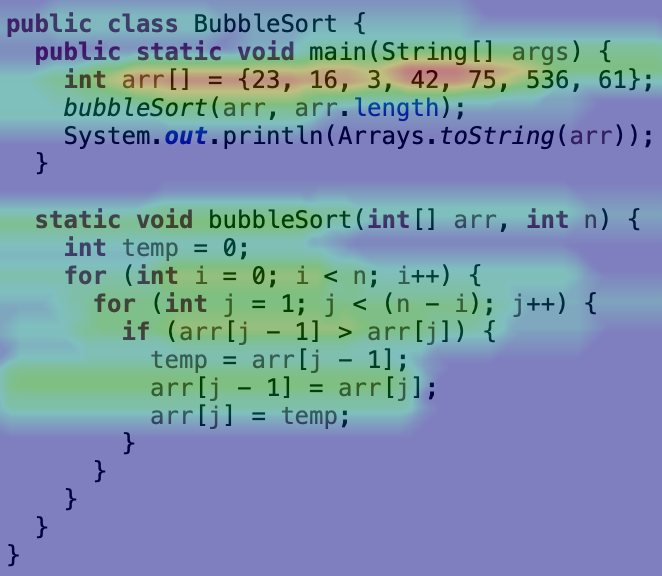 public class BubbleSort {
  public static void main(String[] args) {
    int arr[] = {23, 16, 3, 42, 75, 536, 61};
    bubbleSort(arr, arr.length);
    System.out.println(Arrays.toString(arr));
  }

  static void bubbleSort(int[] arr, int n) {
    int temp = 0;
    for (int i = 0; i < n; i++) {
      for (int j = 1; j < (n - i); j++) {
        if (arr[j - 1] > arr[j]) {
          temp = arr[j - 1];
          arr[j - 1] = arr[j];
          arr[j] = temp;
        }
      }
    }
  }
}